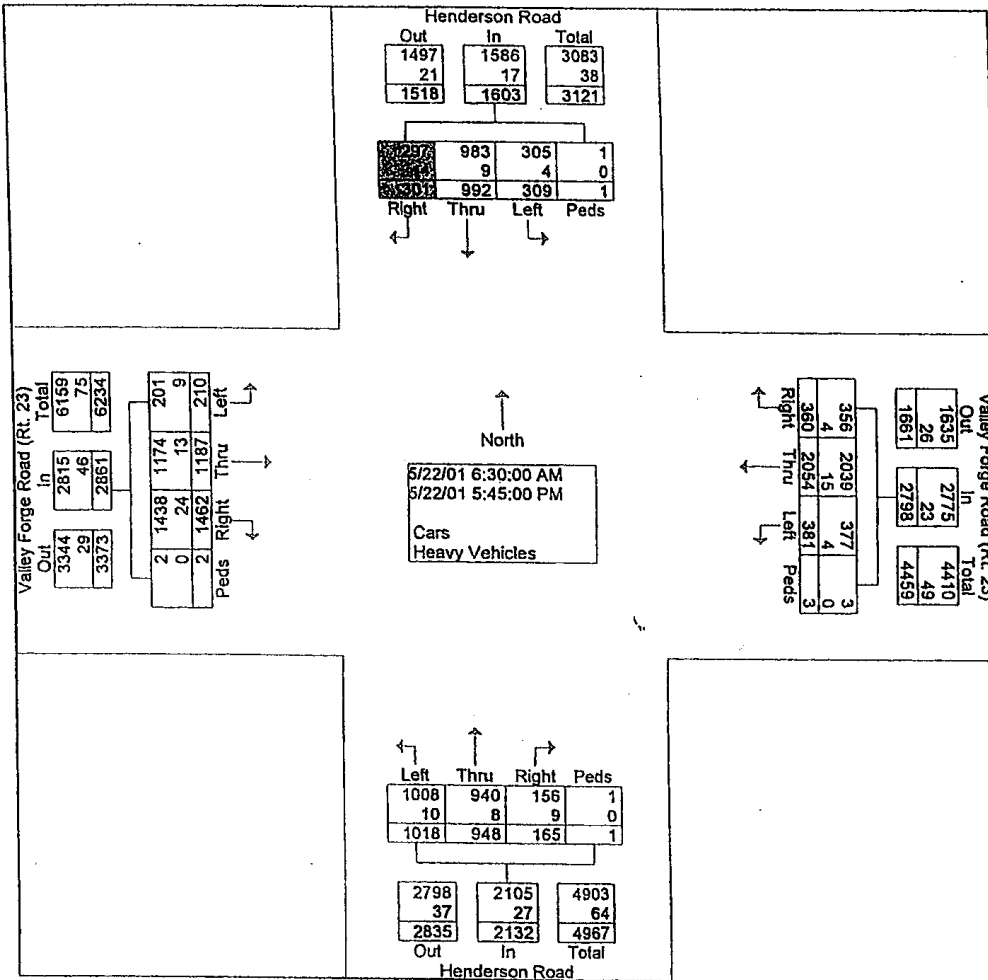 Henderson Road
Out In Total
1497 1586 3083
21 17 38
1518 1603 3121
297 983 305 1
9 4 0
301 992 309 1
Right Thru Left Peds
Valley Forge Road (Rt. 23)
Total In Out
6159 2815 3344
75 46 29
6234 2861 3373
201 1174 1438 2
9 13 24 0
210 1187 1462 2
Left Thru Right Peds
North
5/22/01 6:30:00 AM
5/22/01 5:45:00 PM
Cars
Heavy Vehicles
Valley Forge Road (Rt. 23)
Out In Total
1635 2775 4410
26 23 49
1661 2798 4459
356 2039 377 3
4 15 4 0
360 2054 381 3
Right Thru Left Peds
Left Thru Right Peds
1008 940 156 1
10 8 9 0
1018 948 165 1
2798 2105 4903
37 27 64
2835 2132 4967
Out In Total
Henderson Road